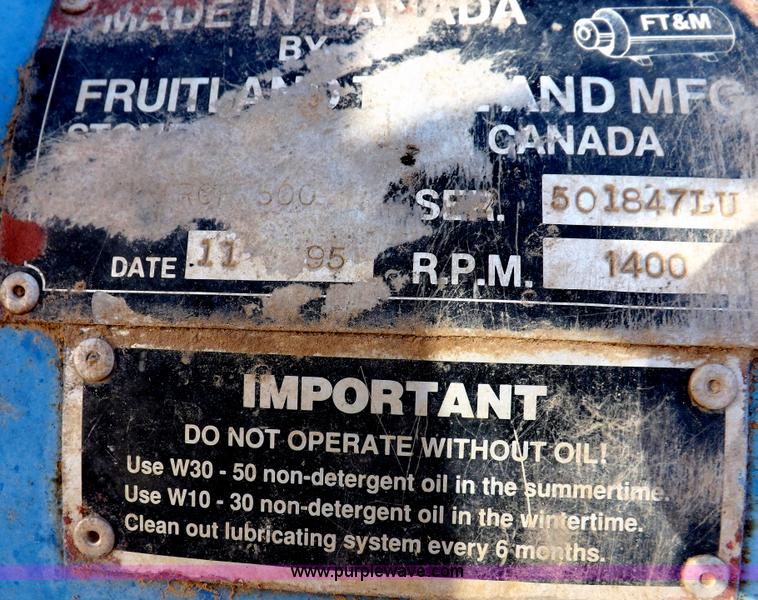 MADE IN CANADA
BY
FT&M
FRUITLAND AND MFG
CANADA
500
SER. 501847LU
DATE 11 95
R.P.M. 1400
IMPORTANT
DO NOT OPERATE WITHOUT OIL!
Use W30 - 50 non-detergent oil in the summertime.
Use W10 - 30 non-detergent oil in the wintertime.
Clean out lubricating system every 6 months.
www.purplewave.com